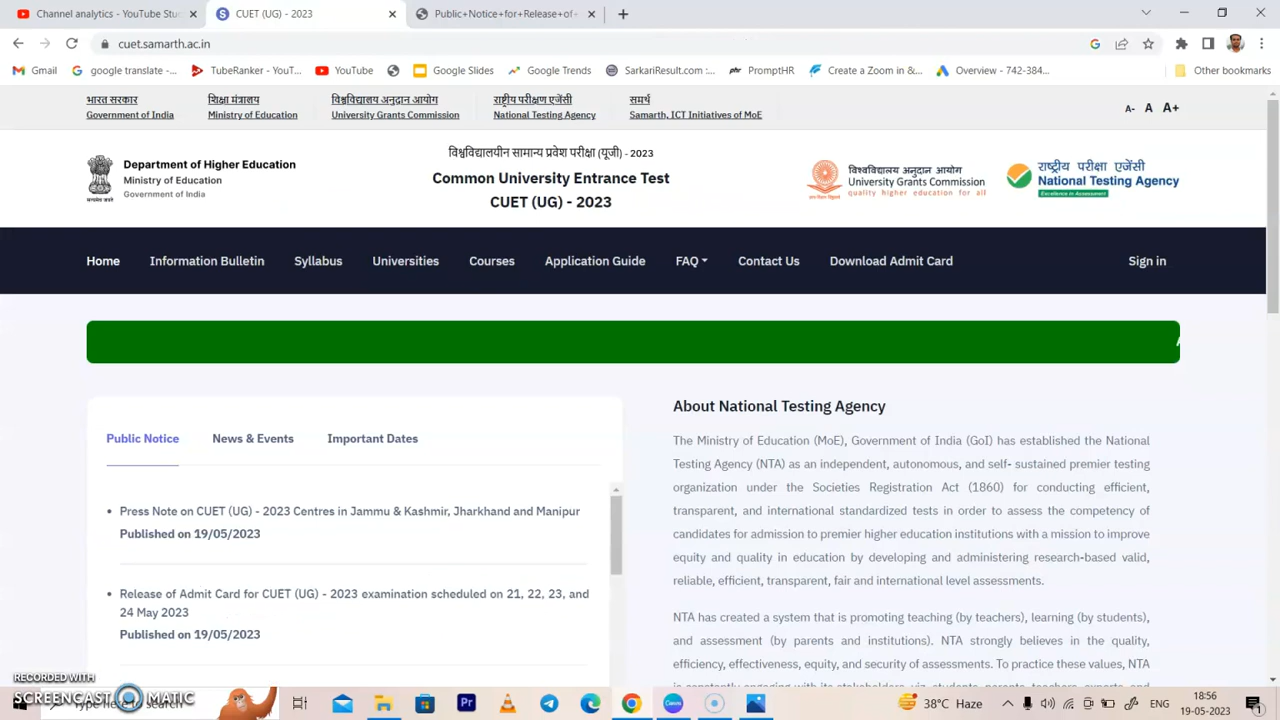 Channel analytics - YouTube Stud
CUET (UG) - 2023
Public+Notice+for+Release+of+
cuet.samarth.ac.in
Gmail
google translate -...
TubeRanker - YouT...
YouTube
Google Slides
Google Trends
SarkariResult.com :...
PromptHR
Create a Zoom in &...
Overview - 742-384...
Other bookmarks
भारत सरकार
Government of India
शिक्षा मंत्रालय
Ministry of Education
विश्वविद्यालय अनुदान आयोग
University Grants Commission
राष्ट्रीय परीक्षण एजेंसी
National Testing Agency
समर्थ
Samarth, ICT Initiatives of MoE
A- A A+
Department of Higher Education
Ministry of Education
Government of India
विश्वविद्यालयीन सामान्य प्रवेश परीक्षा (यूजी) - 2023
Common University Entrance Test
CUET (UG) - 2023
विश्वविद्यालय अनुदान आयोग
University Grants Commission
quality higher education for all
राष्ट्रीय परीक्षा एजेंसी
National Testing Agency
Excellence in Assessment
Home Information Bulletin Syllabus Universities Courses Application Guide FAQ Contact Us Download Admit Card Sign in
Public Notice News & Events Important Dates
Press Note on CUET (UG) - 2023 Centres in Jammu & Kashmir, Jharkhand and Manipur
Published on 19/05/2023
Release of Admit Card for CUET (UG) - 2023 examination scheduled on 21, 22, 23, and
24 May 2023
Published on 19/05/2023
About National Testing Agency
The Ministry of Education (MoE), Government of India (GoI) has established the National
Testing Agency (NTA) as an independent, autonomous, and self- sustained premier testing
organization under the Societies Registration Act (1860) for conducting efficient,
transparent, and international standardized tests in order to assess the competency of
candidates for admission to premier higher education institutions with a mission to improve
equity and quality in education by developing and administering research-based valid,
reliable, efficient, transparent, fair and international level assessments.
NTA has created a system that is promoting teaching (by teachers), learning (by students),
and assessment (by parents and institutions). NTA strongly believes in the quality,
efficiency, effectiveness, equity, and security of assessments. To practice these values, NTA
RECORDED WITH
SCREENCAST MATIC
Type here to search
38°C Haze
ENG
18:56
19-05-2023